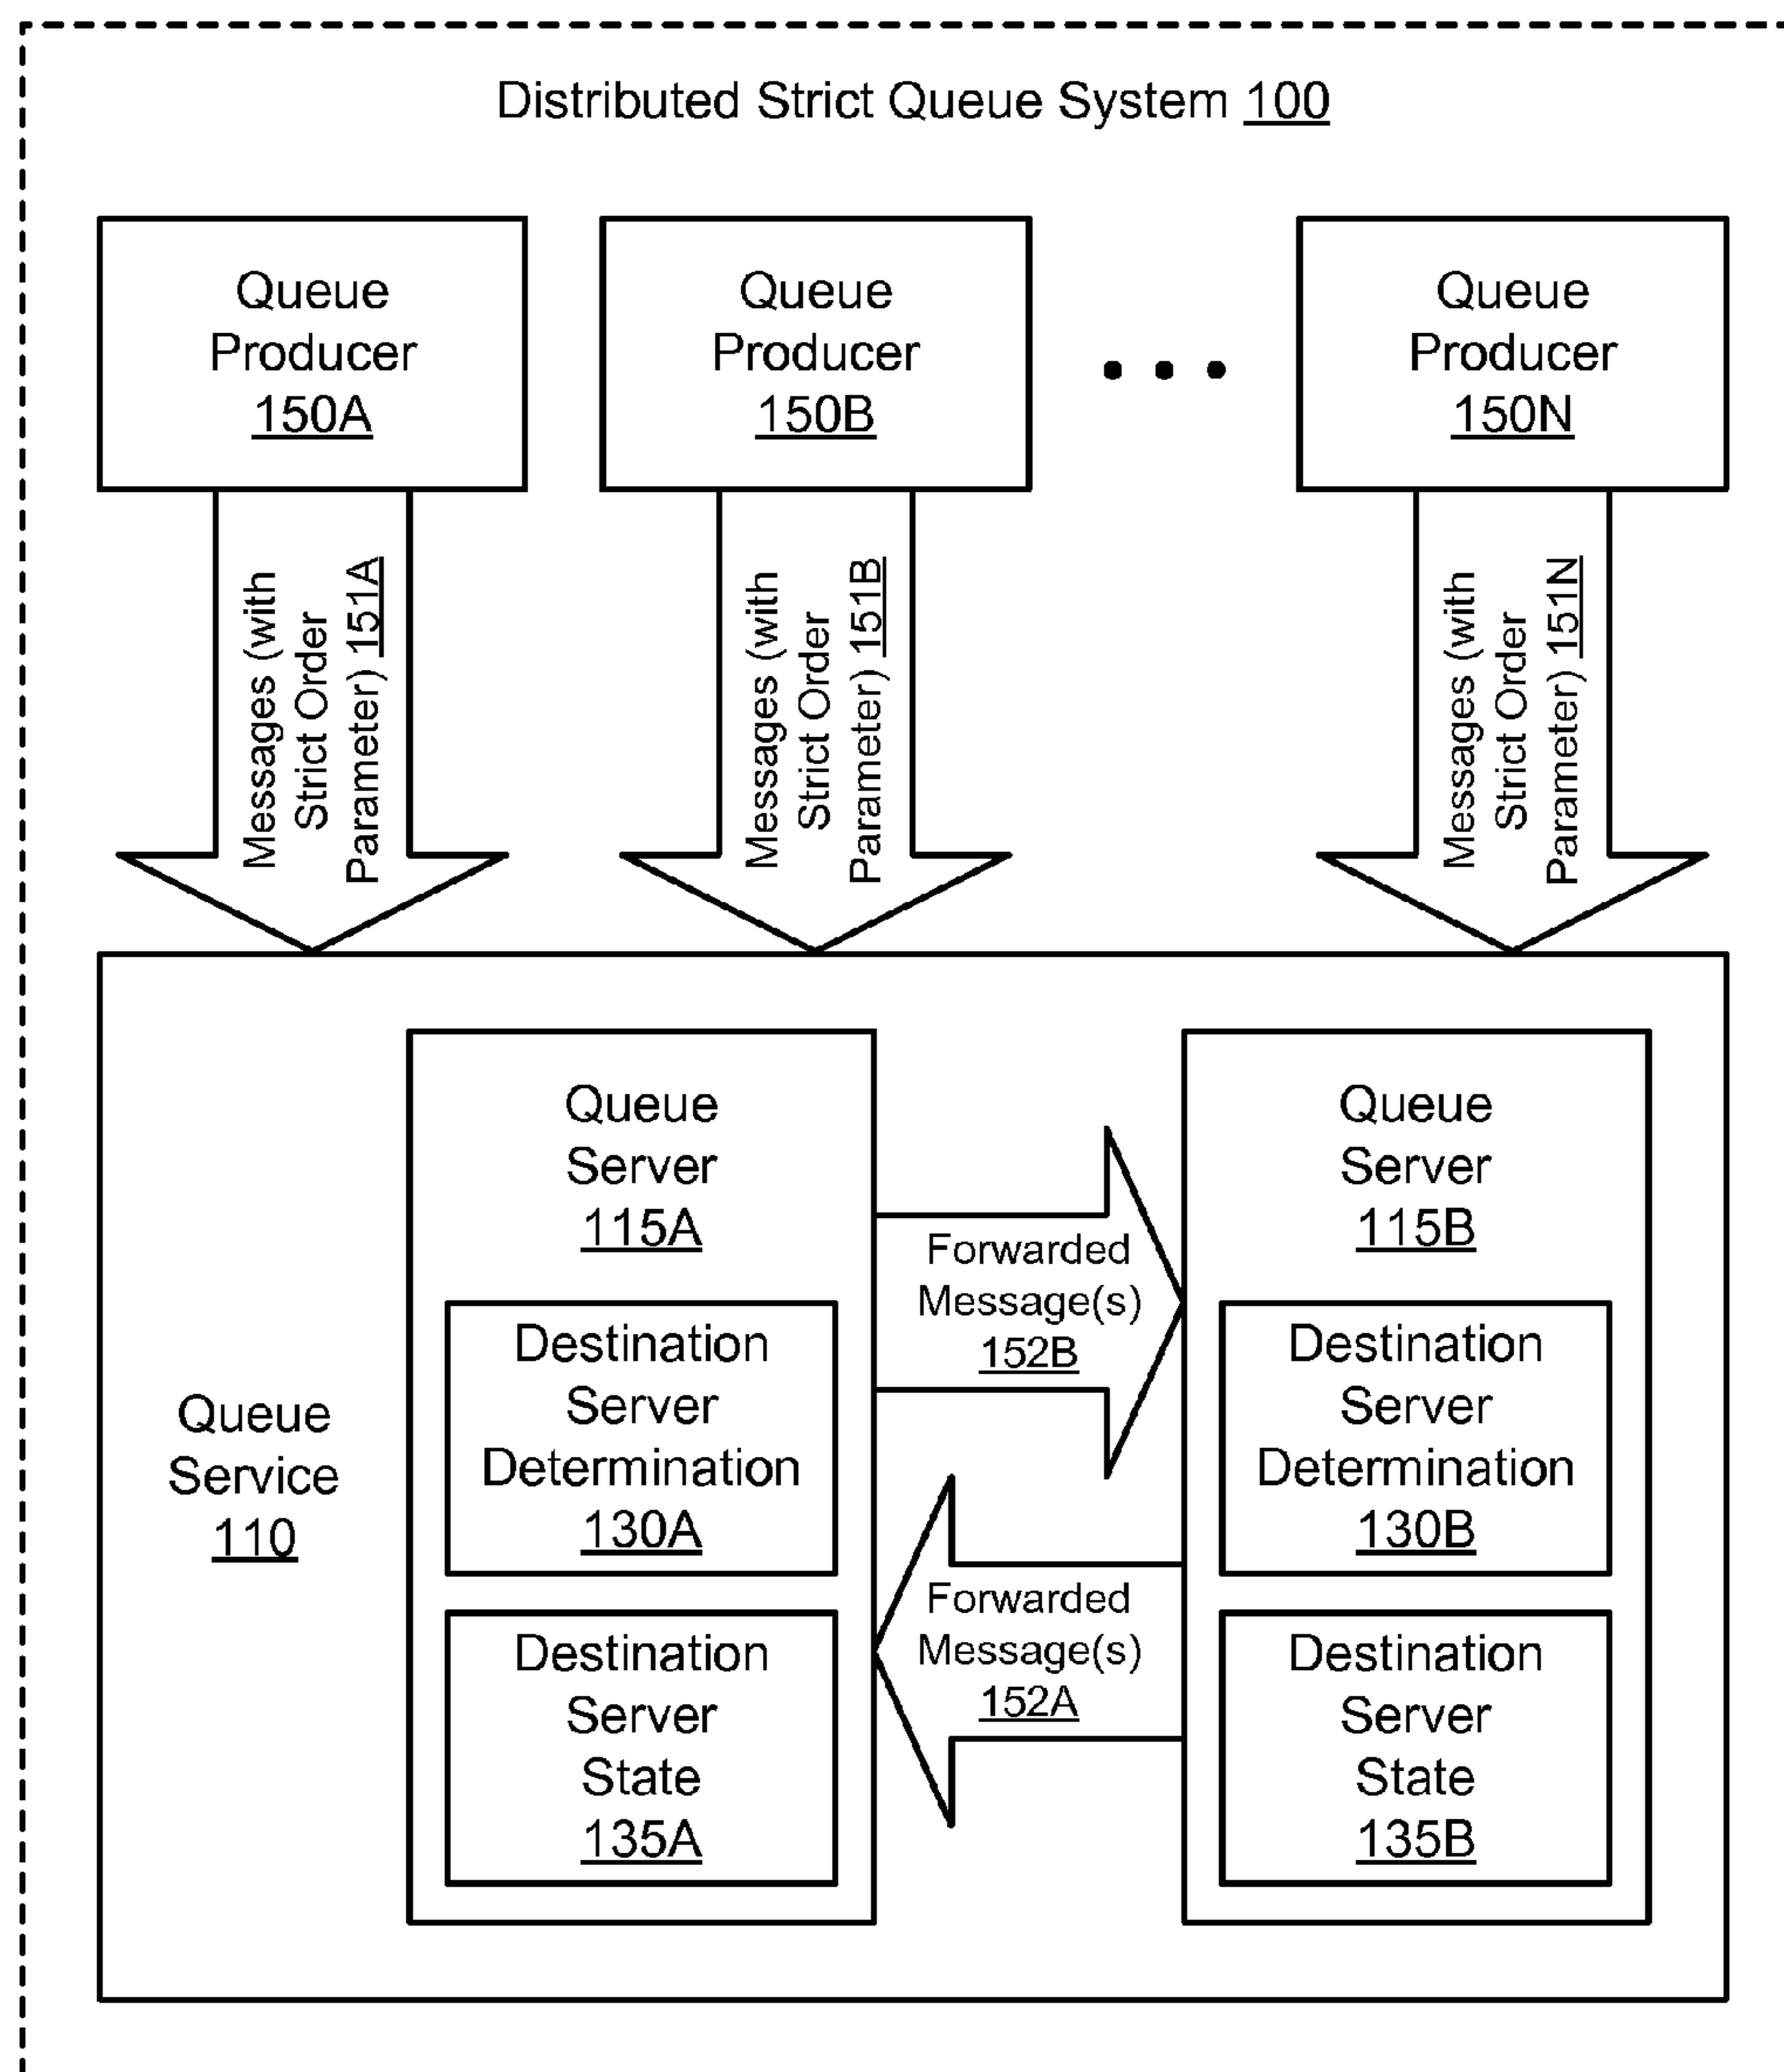 Distributed Strict Queue System 100
Queue
Producer
150A
Queue
Producer
150B
Queue
Producer
150N
Messages (with
Strict Order
Parameter) 151A
Messages (with
Strict Order
Parameter) 151B
Messages (with
Strict Order
Parameter) 151N
Queue
Service
110
Queue
Server
115A
Destination
Server
Determination
130A
Destination
Server
State
135A
Forwarded
Message(s)
152B
Forwarded
Message(s)
152A
Queue
Server
115B
Destination
Server
Determination
130B
Destination
Server
State
135B